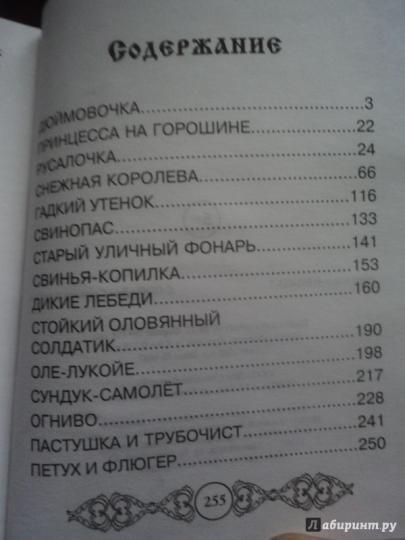 Содержание
ДЮЙМОВОЧКА........3
ПРИНЦЕССА НА ГОРОШИНЕ........22
РУСАЛОЧКА........24
СНЕЖНАЯ КОРОЛЕВА........66
ГАДКИЙ УТЕНОК........116
СВИНОПАС........133
СТАРЫЙ УЛИЧНЫЙ ФОНАРЬ........141
СВИНЬЯ-КОПИЛКА........153
ДИКИЕ ЛЕБЕДИ........160
СТОЙКИЙ ОЛОВЯННЫЙ
СОЛДАТИК........190
ОЛЕ-ЛУКОЙЕ........198
СУНДУК-САМОЛЁТ........217
ОГНИВО........228
ПАСТУШКА И ТРУБОЧИСТ........241
ПЕТУХ И ФЛЮГЕР........250
255
Лабиринт.ру